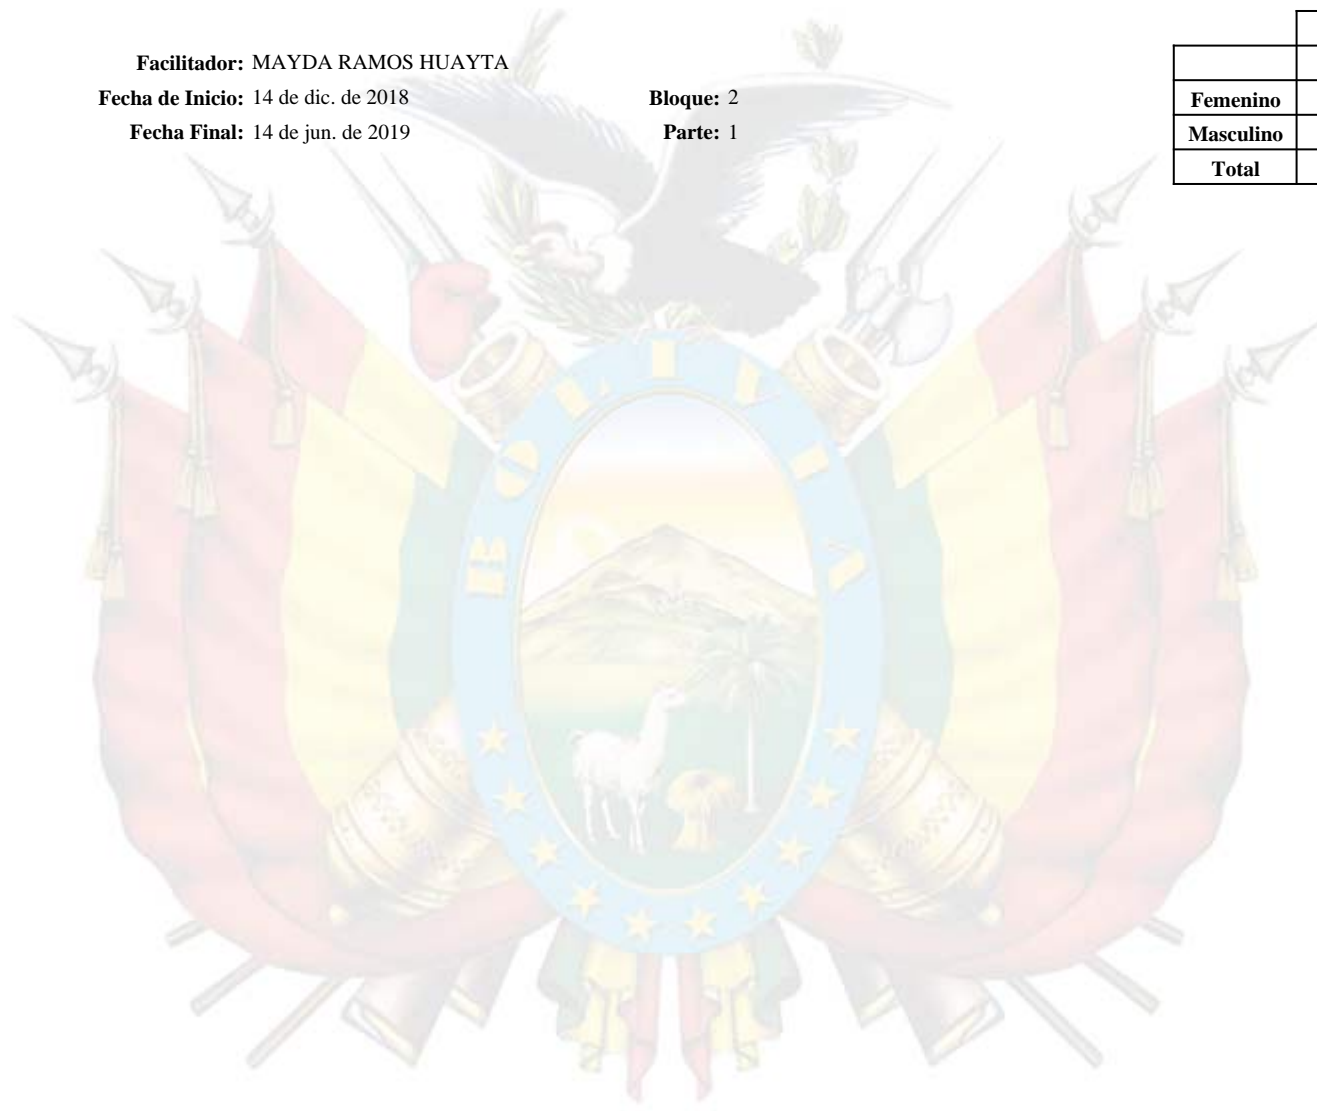 Facilitador: MAYDA RAMOS HUAYTA
Fecha de Inicio: 14 de dic. de 2018
Bloque: 2
Fecha Final: 14 de jun. de 2019
Parte: 1
Femenino
Masculino
Total
BOLIVIA